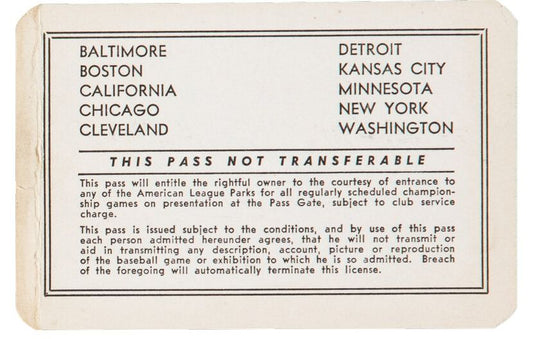 BALTIMORE DETROIT
BOSTON KANSAS CITY
CALIFORNIA MINNESOTA
CHICAGO NEW YORK
CLEVELAND WASHINGTON
THIS PASS NOT TRANSFERABLE
This pass will entitle the rightful owner to the courtesy of entrance to
any of the American League Parks for all regularly scheduled champion-
ship games on presentation at the Pass Gate, subject to club service
charge.
This pass is issued subject to the conditions, and by use of this pass
each person admitted hereunder agrees, that he will not transmit or
aid in transmitting any description, account, picture or reproduction
of the baseball game or exhibition to which he is so admitted. Breach
of the foregoing will automatically terminate this license.